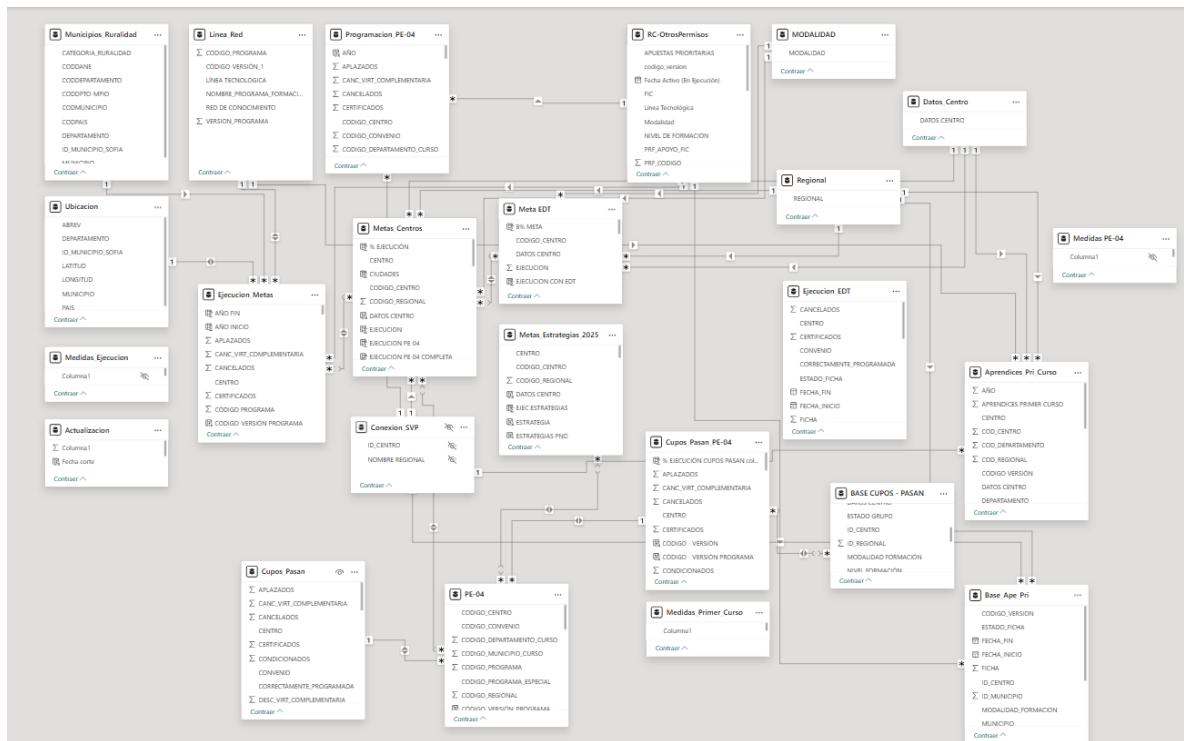 Municipios_Ruralidad
CATEGORIA_RURALIDAD
CODDANE
CODDEPARTAMENTO
CODDPTO-MPIO
CODMUNICIPIO
CODPAIS
DEPARTAMENTO
ID_MUNICIPIO_SOFIA
MUNICIPIO
Contraer
Linea_Red
CODIGO_PROGRAMA
CODIGO VERSIÓN_1
LÍNEA TECNOLÓGICA
NOMBRE_PROGRAMA_FORMACI...
RED DE CONOCIMIENTO
VERSION_PROGRAMA
Contraer
Programacion_PE-04
AÑO
APLAZADOS
CANC_VIRT_COMPLEMENTARIA
CANCELADOS
CERTIFICADOS
CODIGO_CENTRO
CODIGO_CONVENIO
CODIGO_DEPARTAMENTO_CURSO
Contraer
RC-OtrosPermisos
APUESTAS PRIORITARIAS
codigo_version
Fecha Activo (En Ejecución)
FIC
Linea Tecnológica
Modalidad
NIVEL DE FORMACIÓN
PRF_APOYO_FIC
PRF_CODIGO
Contraer
MODALIDAD
MODALIDAD
Contraer
Datos_Centro
DATOS CENTRO
Contraer
Regional
REGIONAL
Contraer
Ubicacion
ABREV
DEPARTAMENTO
ID_MUNICIPIO_SOFIA
LATITUD
LONGITUD
MUNICIPIO
PAIS
Contraer
Metas_Centros
% EJECUCIÓN
CENTRO
CIUDADES
CODIGO_CENTRO
CODIGO_REGIONAL
DATOS CENTRO
EJECUCION
EJECUCION PE-04
EJECUCION PE-04 COMPLETA
Contraer
Meta EDT
8% META
CODIGO_CENTRO
DATOS CENTRO
EJECUCION
EJECUCION CON EDT
Contraer
Medidas PE-04
Columna1
Contraer
Ejecucion_Metas
AÑO FIN
AÑO INICIO
APLAZADOS
CANC_VIRT_COMPLEMENTARIA
CANCELADOS
CENTRO
CERTIFICADOS
CÓDIGO PROGRAMA
CODIGO VERSIÓN PROGRAMA
Contraer
Ejecucion_EDT
CANCELADOS
CENTRO
CERTIFICADOS
CONVENIO
CORRECTAMENTE_PROGRAMADA
ESTADO_FICHA
FECHA_FIN
FECHA_INICIO
FICHA
Contraer
Metas_Estrategias_2025
CENTRO
CODIGO_CENTRO
CODIGO_REGIONAL
DATOS CENTRO
EJEC ESTRATEGIAS
ESTRATEGIA
ESTRATEGIAS PND
Contraer
Medidas_Ejecucion
Columna1
Contraer
Aprendices_Pri_Curso
AÑO
APRENDICES PRIMER CURSO
CENTRO
COD_CENTRO
COD_DEPARTAMENTO
COD_REGIONAL
CÓDIGO VERSIÓN
DATOS CENTRO
DEPARTAMENTO
Contraer
Actualizacion
Columna1
Fecha corte
Contraer
Conexion_SVP
ID_CENTRO
NOMBRE REGIONAL
Contraer
Cupos_Pasan_PE-04
% EJECUCIÓN CUPOS PASAN col...
APLAZADOS
CANC_VIRT_COMPLEMENTARIA
CANCELADOS
CENTRO
CERTIFICADOS
CÓDIGO - VERSIÓN
CÓDIGO - VERSIÓN PROGRAMA
CONDICIONADOS
Contraer
BASE CUPOS - PASAN
ESTADO GRUPO
ID_CENTRO
ID_REGIONAL
MODALIDAD FORMACIÓN
NIVEL FORMACIÓN
Contraer
Cupos_Pasan
APLAZADOS
CANC_VIRT_COMPLEMENTARIA
CANCELADOS
CENTRO
CERTIFICADOS
CONDICIONADOS
CONVENIO
CORRECTAMENTE_PROGRAMADA
DESC_VIRT_COMPLEMENTARIA
Contraer
PE-04
CODIGO_CENTRO
CODIGO_CONVENIO
CODIGO_DEPARTAMENTO_CURSO
CODIGO_MUNICIPIO_CURSO
CODIGO_PROGRAMA
CODIGO_PROGRAMA_ESPECIAL
CODIGO_REGIONAL
CODIGO_VERSIÓN_PROGRAMA
Contraer
Medidas_Primer_Curso
Columna1
Contraer
Base_Ape_Pri
CODIGO_VERSION
ESTADO_FICHA
FECHA_FIN
FECHA_INICIO
FICHA
ID_CENTRO
ID_MUNICIPIO
MODALIDAD_FORMACION
MUNICIPIO
Contraer